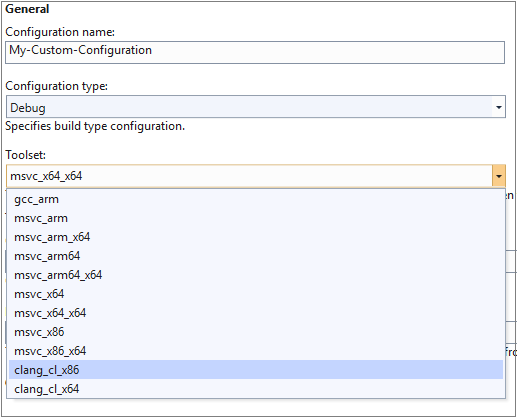 General
Configuration name:
My-Custom-Configuration
Configuration type:
Debug
Specifies build type configuration.
Toolset:
msvc_x64_x64
gcc_arm
msvc_arm
msvc_arm_x64
msvc_arm64
msvc_arm64_x64
msvc_x64
msvc_x64_x64
msvc_x86
msvc_x86_x64
clang_cl_x86
clang_cl_x64